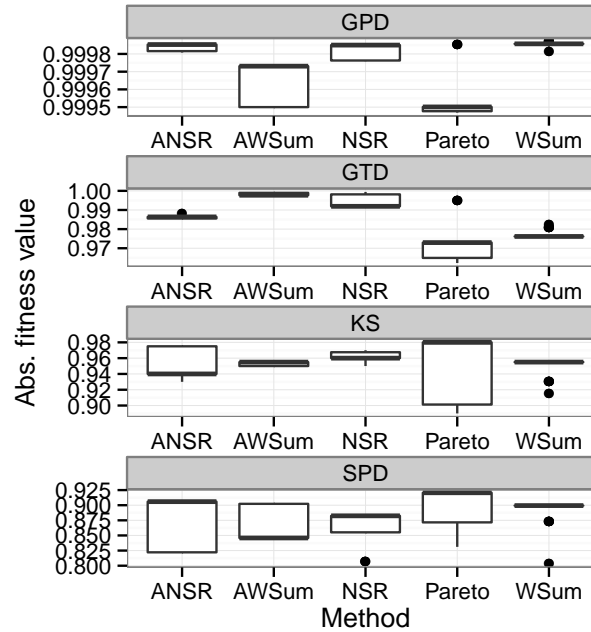 GPD
0.9998
0.9997
0.9996
0.9995
ANSR AWSum NSR Pareto WSum
GTD
1.00
0.99
0.98
0.97
ANSR AWSum NSR Pareto WSum
KS
0.98
0.96
0.94
0.92
0.90
ANSR AWSum NSR Pareto WSum
SPD
0.925
0.900
0.875
0.850
0.825
0.800
ANSR AWSum NSR Pareto WSum
Abs. fitness value
Method